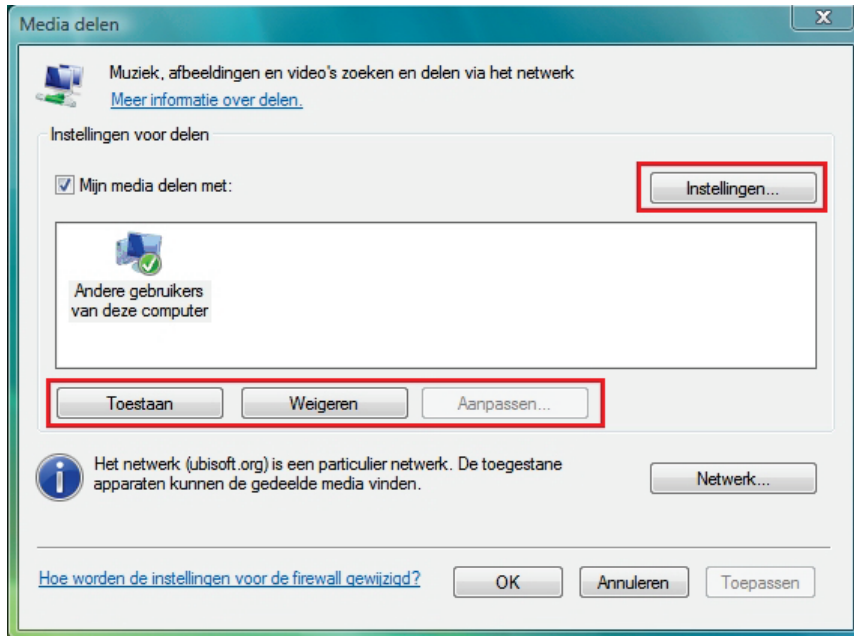 Media delen
Muziek, afbeeldingen en video's zoeken en delen via het netwerk
Meer informatie over delen.
Instellingen voor delen
Mijn media delen met:
Instellingen...
Andere gebruikers
van deze computer
Toestaan
Weigeren
Aanpassen...
Het netwerk (ubisoft.org) is een particulier netwerk. De toegestane
apparaten kunnen de gedeelde media vinden.
Netwerk...
Hoe worden de instellingen voor de firewall gewijzigd?
OK
Annuleren
Toepassen